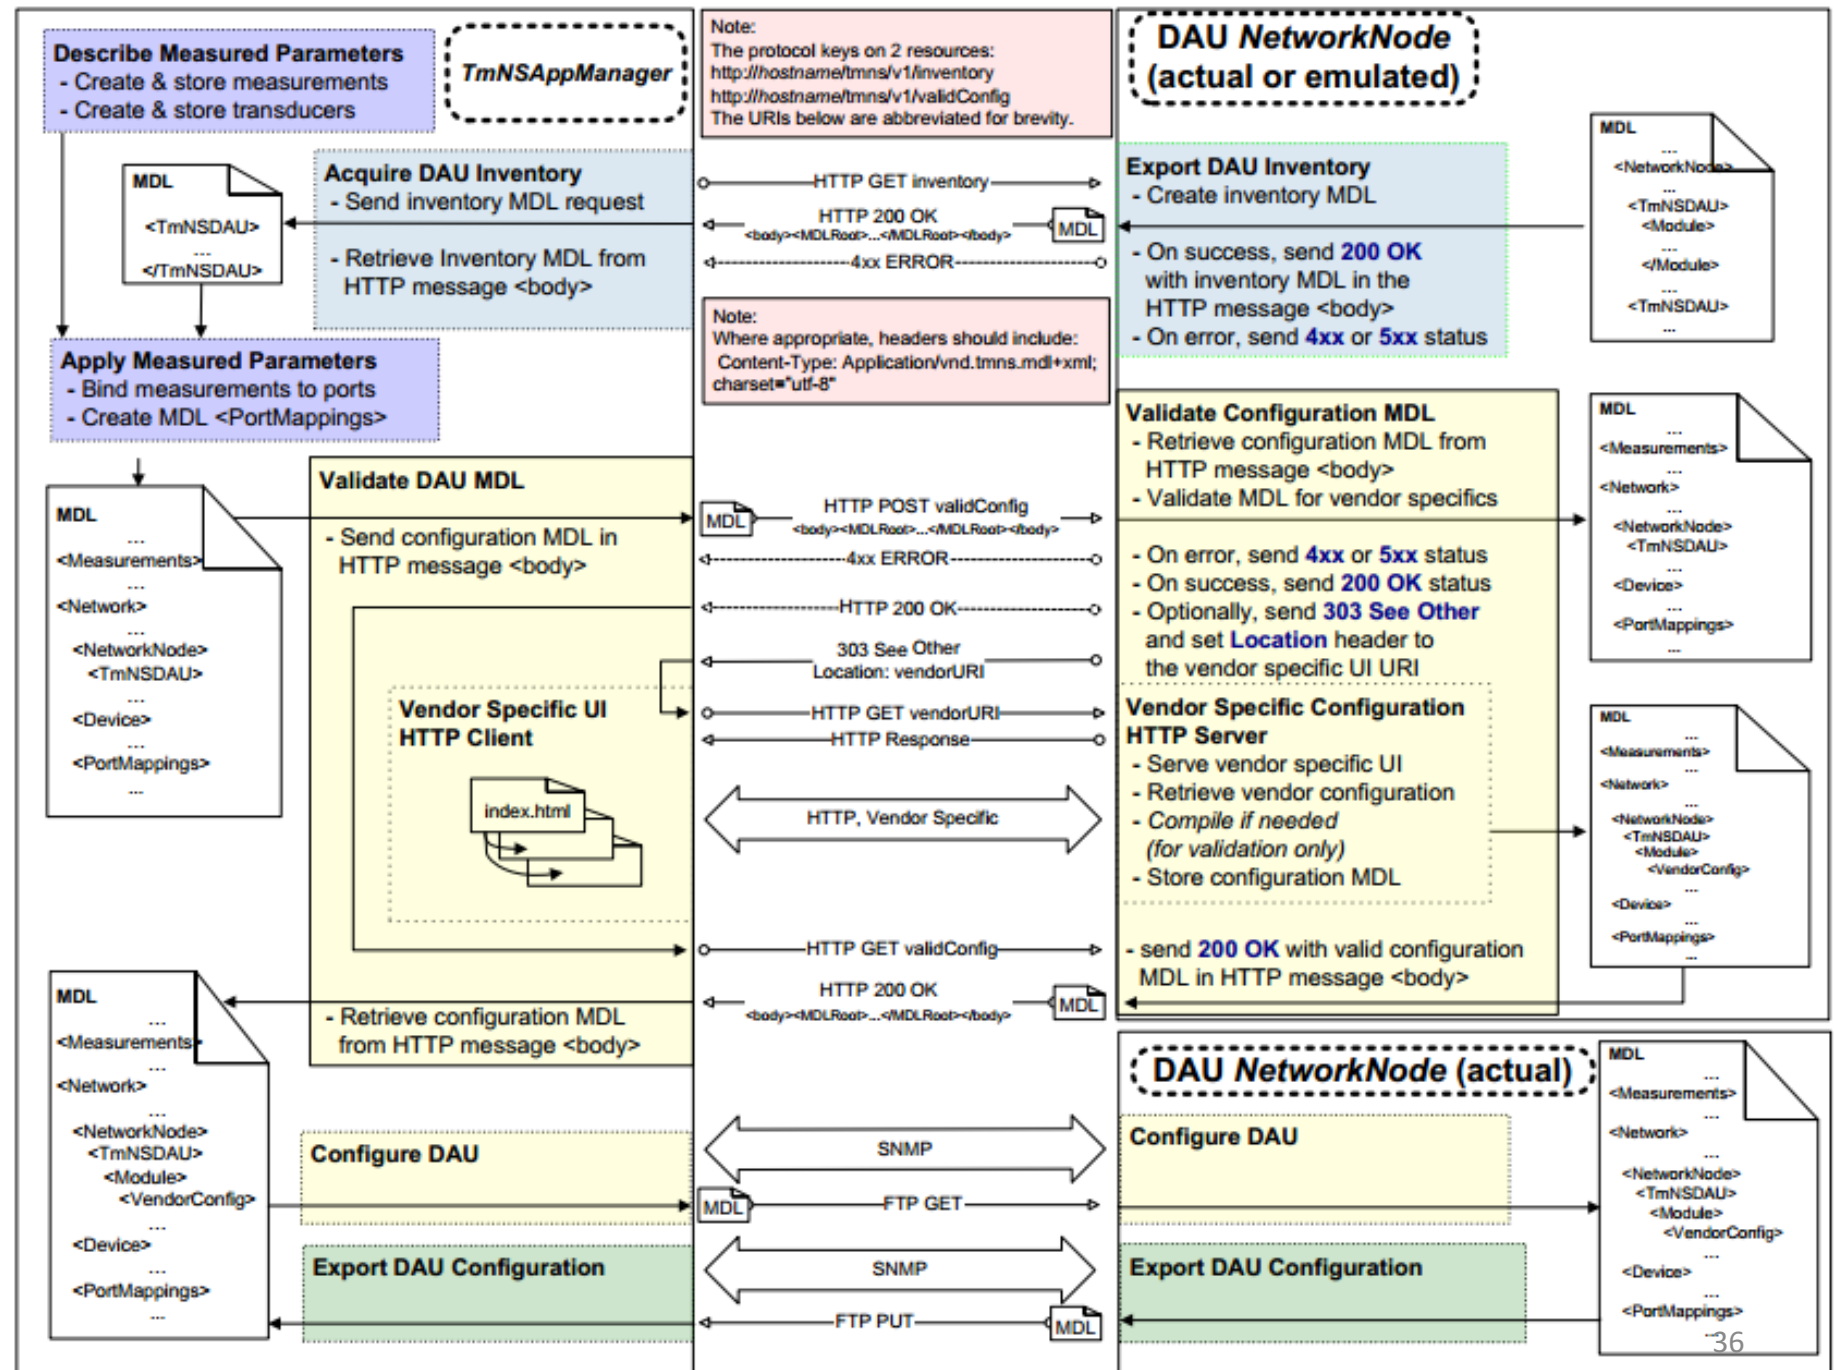 Describe Measured Parameters
- Create & store measurements
- Create & store transducers
TmNSAppManager
Note:
The protocol keys on 2 resources:
http://hostname/tmns/v1/inventory
http://hostname/tmns/v1/validConfig
The URIs below are abbreviated for brevity.
DAU NetworkNode
(actual or emulated)
MDL
...
<TmNSDAU>
...
</TmNSDAU>
Acquire DAU Inventory
- Send inventory MDL request
- Retrieve Inventory MDL from
HTTP message <body>
HTTP GET inventory
HTTP 200 OK
<body><MDLRoot>...</MDLRoot></body>
MDL
4xx ERROR
Export DAU Inventory
- Create inventory MDL
- On success, send 200 OK
with inventory MDL in the
HTTP message <body>
- On error, send 4xx or 5xx status
MDL
...
<NetworkNode>
...
<TmNSDAU>
<Module>
...
</Module>
...
<TmNSDAU>
...
Note:
Where appropriate, headers should include:
Content-Type: Application/vnd.tmns.mdl+xml;
charset="utf-8"
Apply Measured Parameters
- Bind measurements to ports
- Create MDL <PortMappings>
MDL
...
<Measurements>
...
<Network>
...
<NetworkNode>
<TmNSDAU>
...
<Device>
...
<PortMappings>
...
Validate DAU MDL
- Send configuration MDL in
HTTP message <body>
MDL
HTTP POST validConfig
<body><MDLRoot>...</MDLRoot></body>
4xx ERROR
HTTP 200 OK
303 See Other
Location: vendorURI
Validate Configuration MDL
- Retrieve configuration MDL from
HTTP message <body>
- Validate MDL for vendor specifics
- On error, send 4xx or 5xx status
- On success, send 200 OK status
- Optionally, send 303 See Other
and set Location header to
the vendor specific UI URI
MDL
...
<Measurements>
...
<Network>
...
<NetworkNode>
<TmNSDAU>
...
<Device>
...
<PortMappings>
...
Vendor Specific UI
HTTP Client
index.html
HTTP GET vendorURI
HTTP Response
HTTP, Vendor Specific
Vendor Specific Configuration
HTTP Server
- Serve vendor specific UI
- Retrieve vendor configuration
- Compile if needed
(for validation only)
- Store configuration MDL
MDL
...
<Measurements>
...
<Network>
...
<NetworkNode>
<TmNSDAU>
<Module>
<VendorConfig>
...
<Device>
...
<PortMappings>
...
HTTP GET validConfig
HTTP 200 OK
<body><MDLRoot>...</MDLRoot></body>
MDL
- send 200 OK with valid configuration
MDL in HTTP message <body>
- Retrieve configuration MDL
from HTTP message <body>
MDL
...
<Measurements>
...
<Network>
...
<NetworkNode>
<TmNSDAU>
<Module>
<VendorConfig>
...
<Device>
...
<PortMappings>
...
DAU NetworkNode (actual)
Configure DAU
SNMP
MDL
FTP GET
Configure DAU
Export DAU Configuration
SNMP
FTP PUT
MDL
Export DAU Configuration
MDL
...
<Measurements>
...
<Network>
...
<NetworkNode>
<TmNSDAU>
<Module>
<VendorConfig>
...
<Device>
...
<PortMappings>
...
36